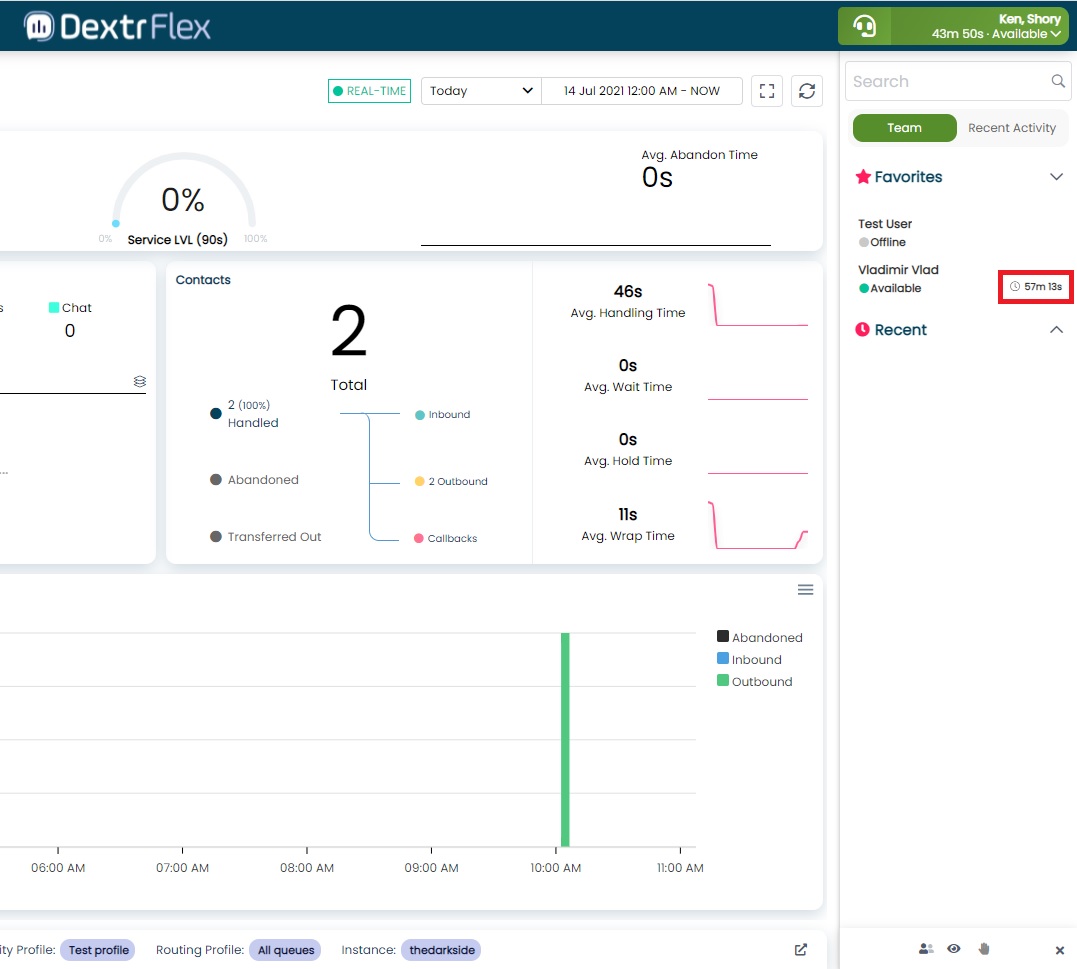 DextrFlex
Ken, Shory
43m 50s · Available
REAL-TIME
Today
14 Jul 2021 12:00 AM - NOW
0%
0%
Service LVL (90s)
100%
Avg. Abandon Time
0s
s
Chat
0
...
Contacts
2
Total
2 (100%)
Handled
Abandoned
Transferred Out
Inbound
2 Outbound
Callbacks
46s
Avg. Handling Time
0s
Avg. Wait Time
0s
Avg. Hold Time
11s
Avg. Wrap Time
Abandoned
Inbound
Outbound
06:00 AM
07:00 AM
08:00 AM
09:00 AM
10:00 AM
11:00 AM
ity Profile: Test profile
Routing Profile: All queues
Instance: thedarkside
Search
Team
Recent Activity
Favorites
Test User
Offline
Vladimir Vlad
Available
57m 13s
Recent